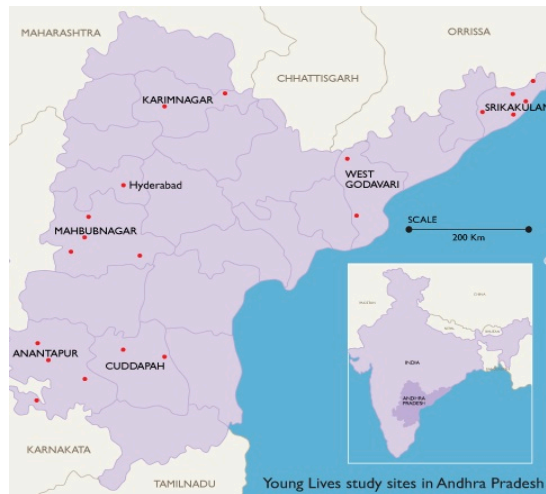 MAHARASHTRA
ORRISSA
CHHATTISGARH
KARIMNAGAR
SRIKAKULAM
WEST
GODAVARI
Hyderabad
MAHBUBNAGAR
SCALE
200 Km
INDIA
ANDHRA
PRADESH
ANANTAPUR
CUDDAPAH
KARNAKATA
TAMILNADU
Young Lives study sites in Andhra Pradesh